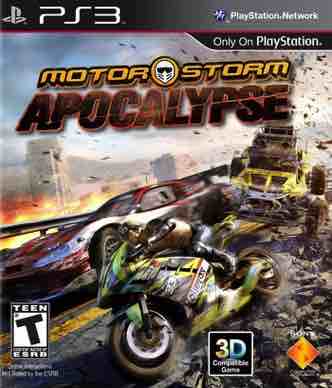 PS3
PlayStation Network
Only On PlayStation®
MOTORSTORM
APOCALYPSE
TEEN
T
ESRB
3D
Compatible
Game
SONY